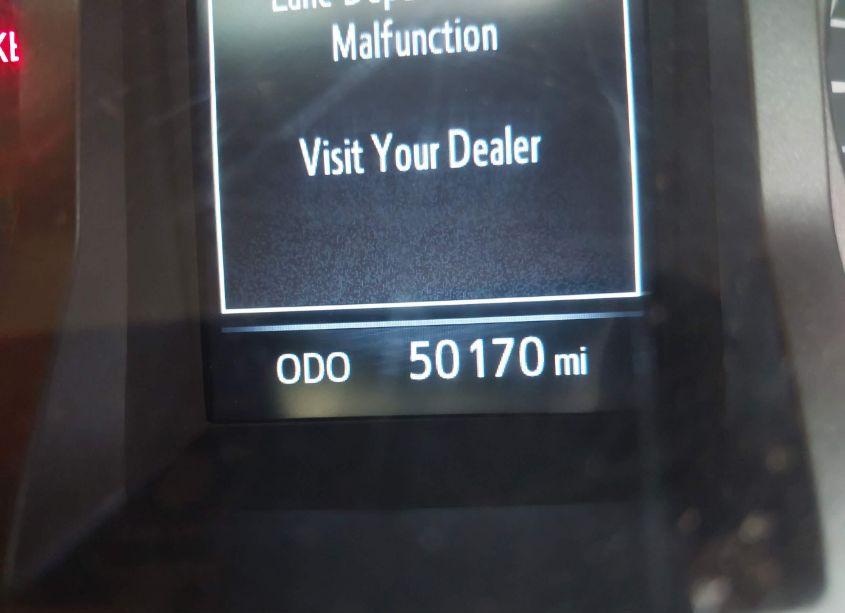 Malfunction
Visit Your Dealer
ODO 50170 mi